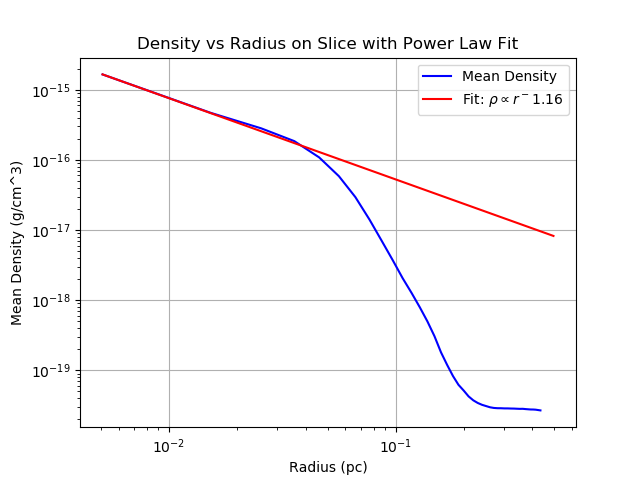 Density vs Radius on Slice with Power Law Fit
Mean Density (g/cm^3)
10⁻¹⁵
10⁻¹⁶
10⁻¹⁷
10⁻¹⁸
10⁻¹⁹
Mean Density
Fit: ρ ∝ r⁻1.16
10⁻²
10⁻¹
Radius (pc)